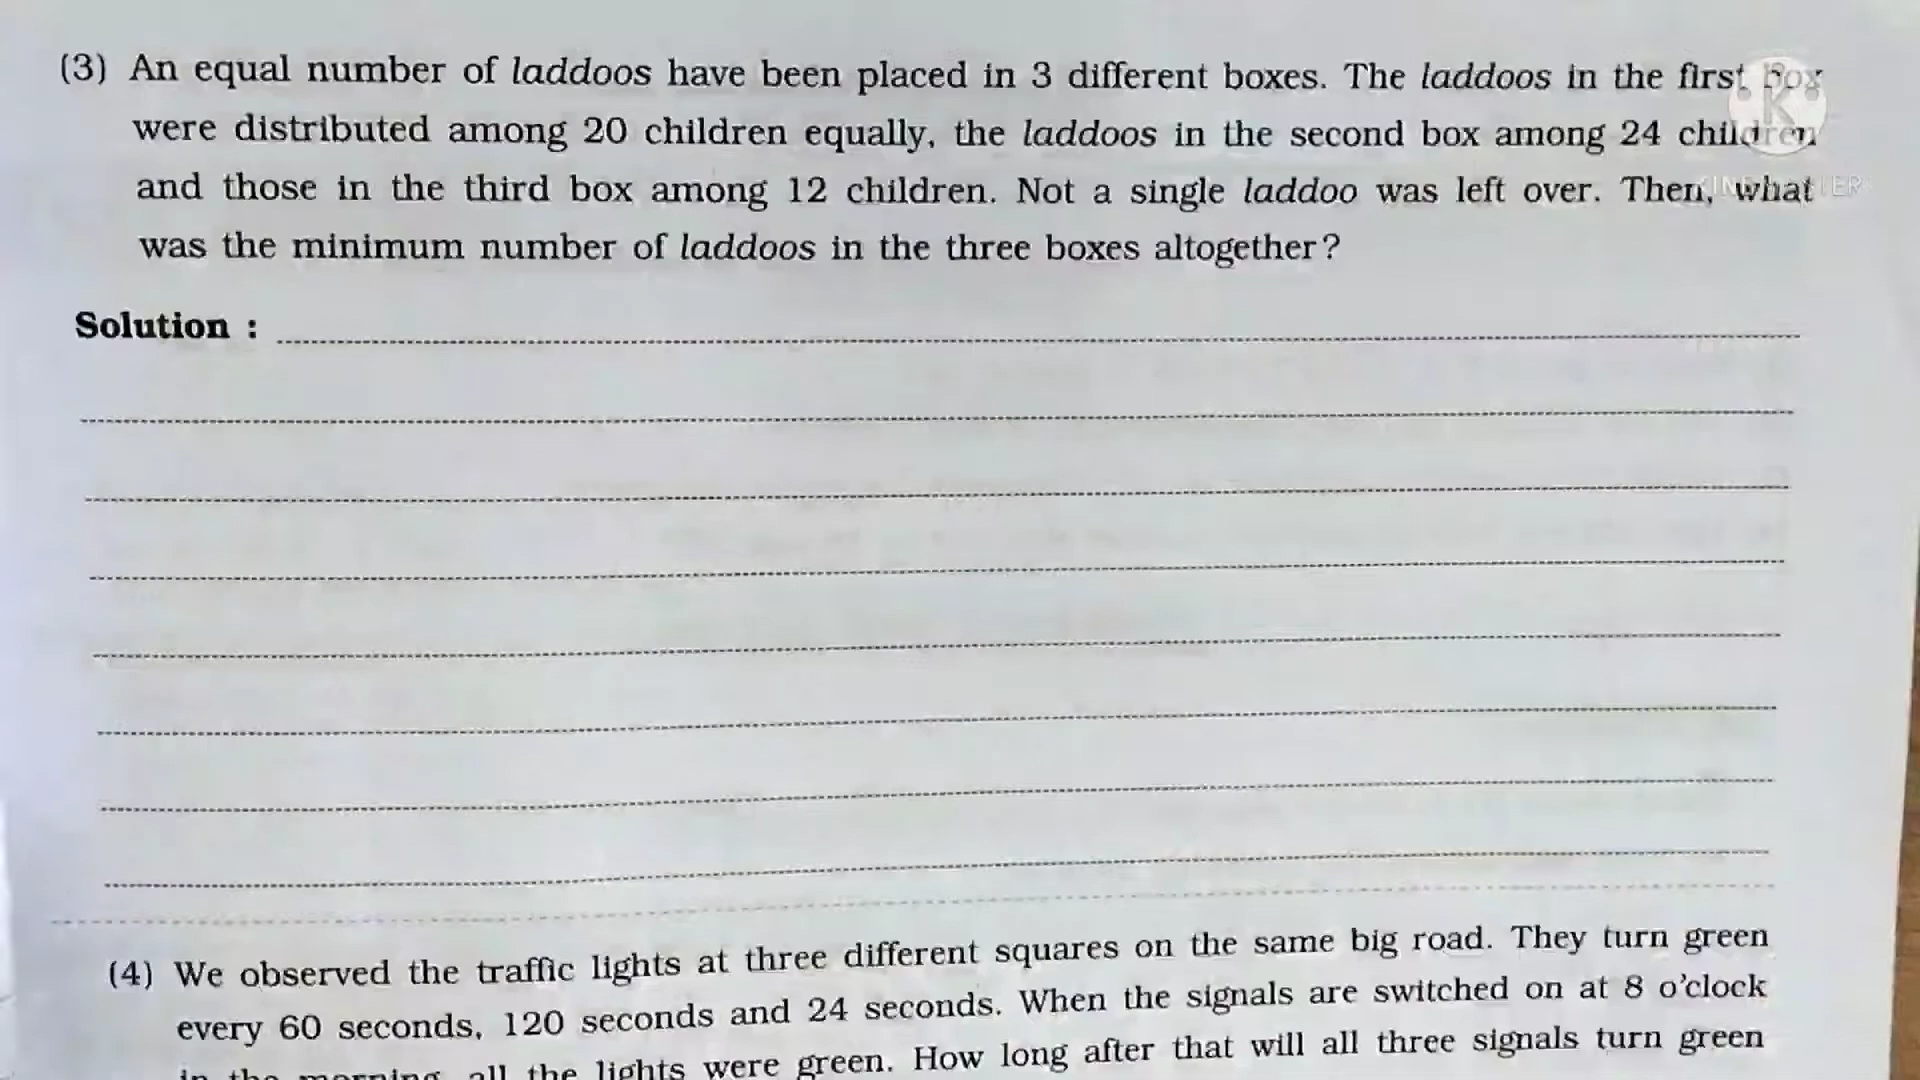 (3) An equal number of laddoos have been placed in 3 different boxes. The laddoos in the first box
were distributed among 20 children equally, the laddoos in the second box among 24 children
and those in the third box among 12 children. Not a single laddoo was left over. Then, what
was the minimum number of laddoos in the three boxes altogether?
Solution :
(4) We observed the traffic lights at three different squares on the same big road. They turn green
every 60 seconds, 120 seconds and 24 seconds. When the signals are switched on at 8 o'clock
in the morning, all the lights were green. How long after that will all three signals turn green